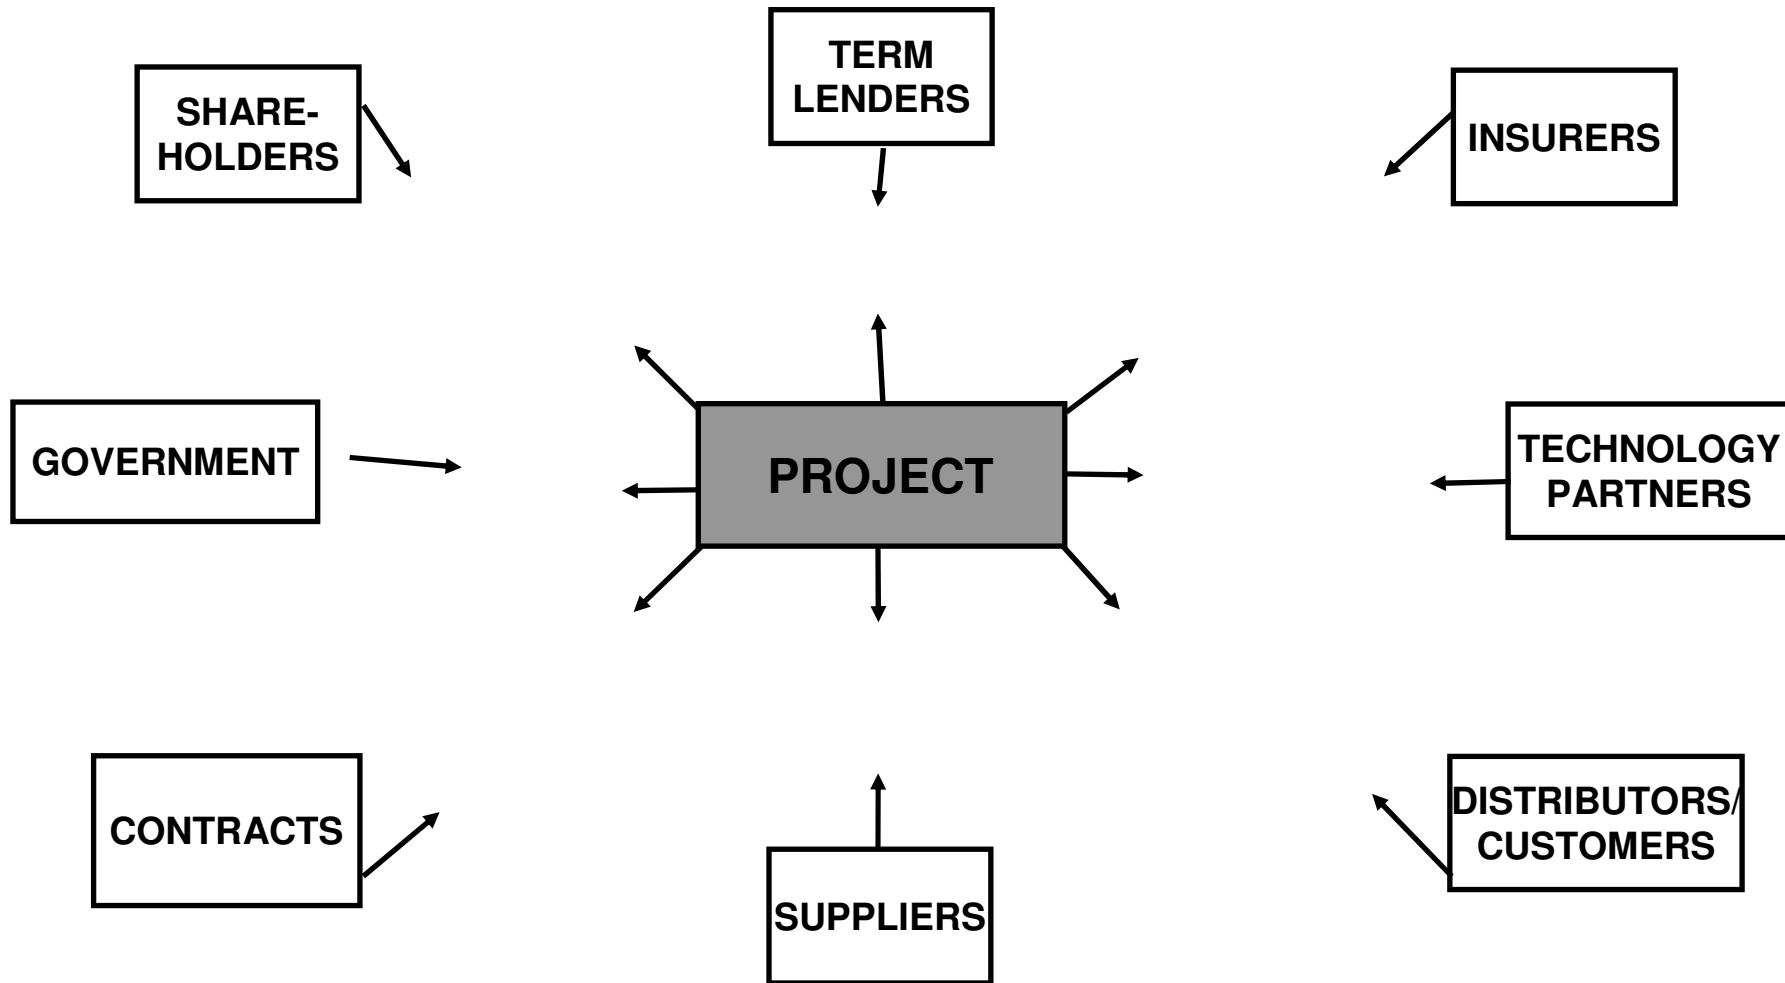 TERM
LENDERS
SHARE-
HOLDERS
INSURERS
GOVERNMENT
PROJECT
TECHNOLOGY
PARTNERS
CONTRACTS
SUPPLIERS
DISTRIBUTORS/
CUSTOMERS